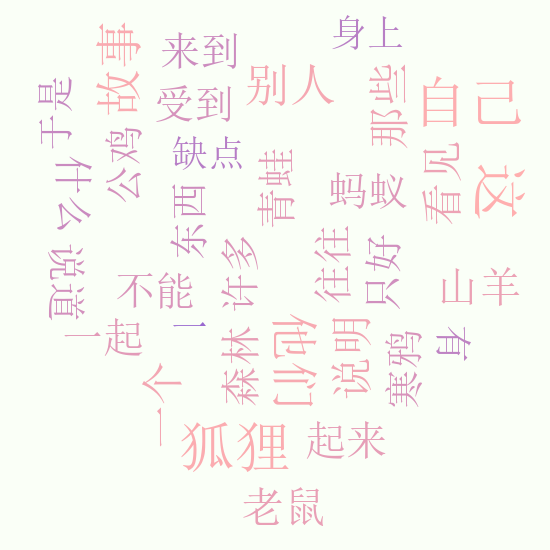 身上
来到
故事
别人
那些
自己
是
于
受到
公鸡
缺点
看见
这
什么
青蛙
蚂蚁
东西
说道
许多
往往
只好
不能
山羊
一起
一
森林
他们
说明
寒鸦
有
一个
狐狸
起来
老鼠